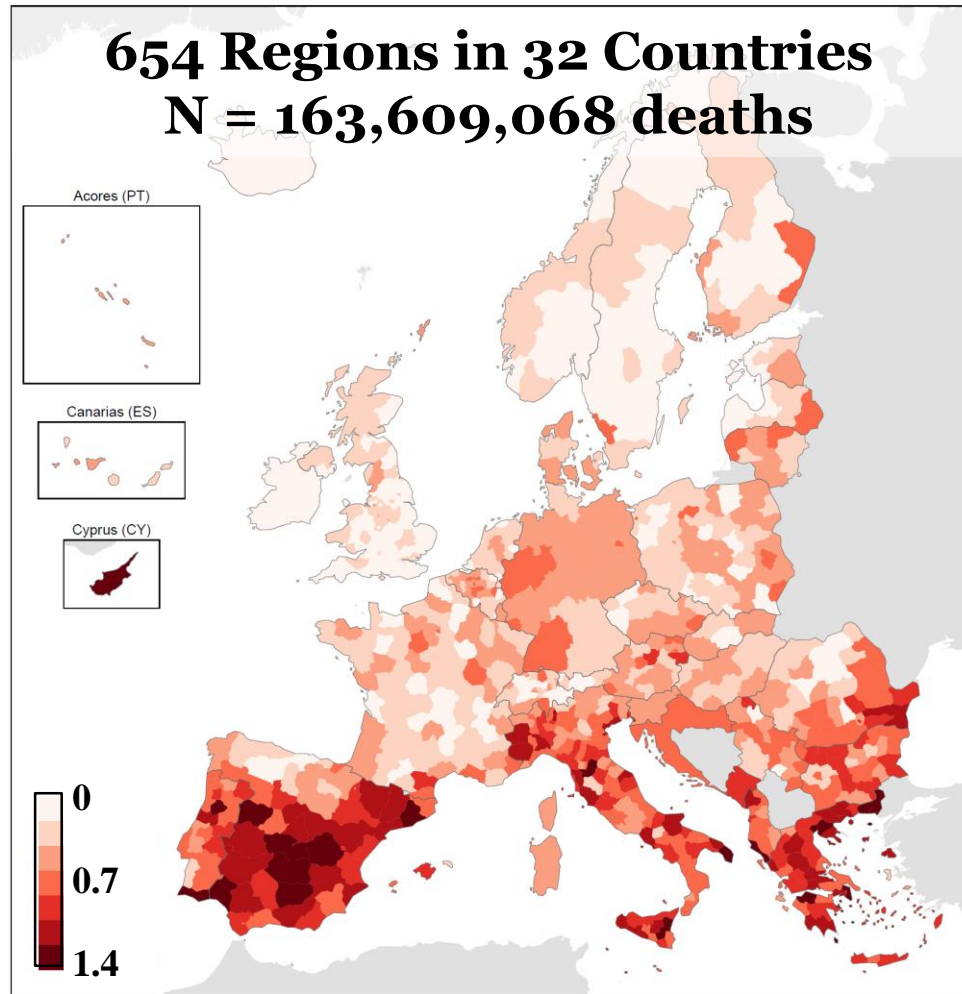 654 Regions in 32 Countries
N = 163,609,068 deaths
Acores (PT)
Canarias (ES)
Cyprus (CY)
0
0.7
1.4